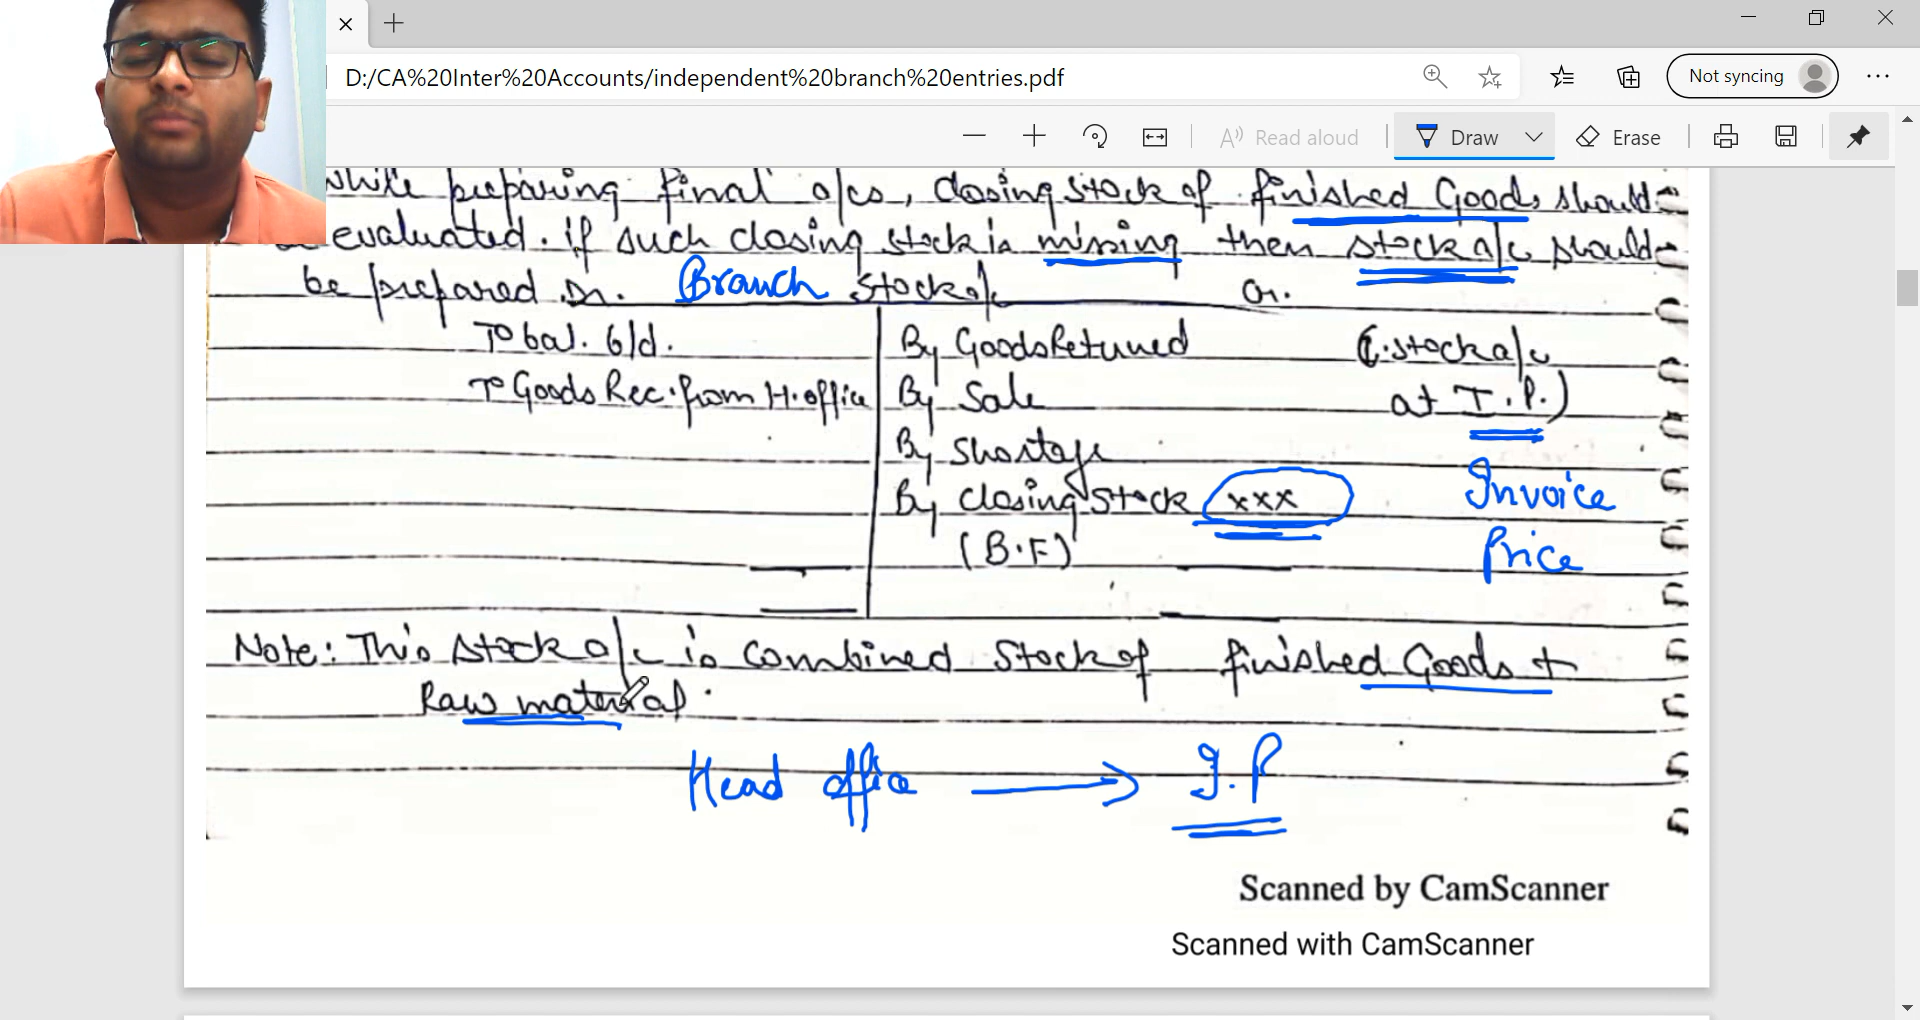 D:/CA%20Inter%20Accounts/independent%20branch%20entries.pdf
Not syncing
Read aloud
Draw
Erase
while preparing final a/cs, closing stock of finished Goods should
evaluated. if such closing stock is missing then stock a/c should
be prepared.
Dr. Branch Stock a/c Cr.
To bal. b/d.
To Goods Rec. from H.office
By Goods Retuned
By Sale
By Shortage
By closing stock xxx
(B.F)
(C.stock a/c
at I.P.)
Invoice
Price
Note: This stock a/c is combined stock of finished Goods +
Raw material.
Head office → I.P
Scanned by CamScanner
Scanned with CamScanner